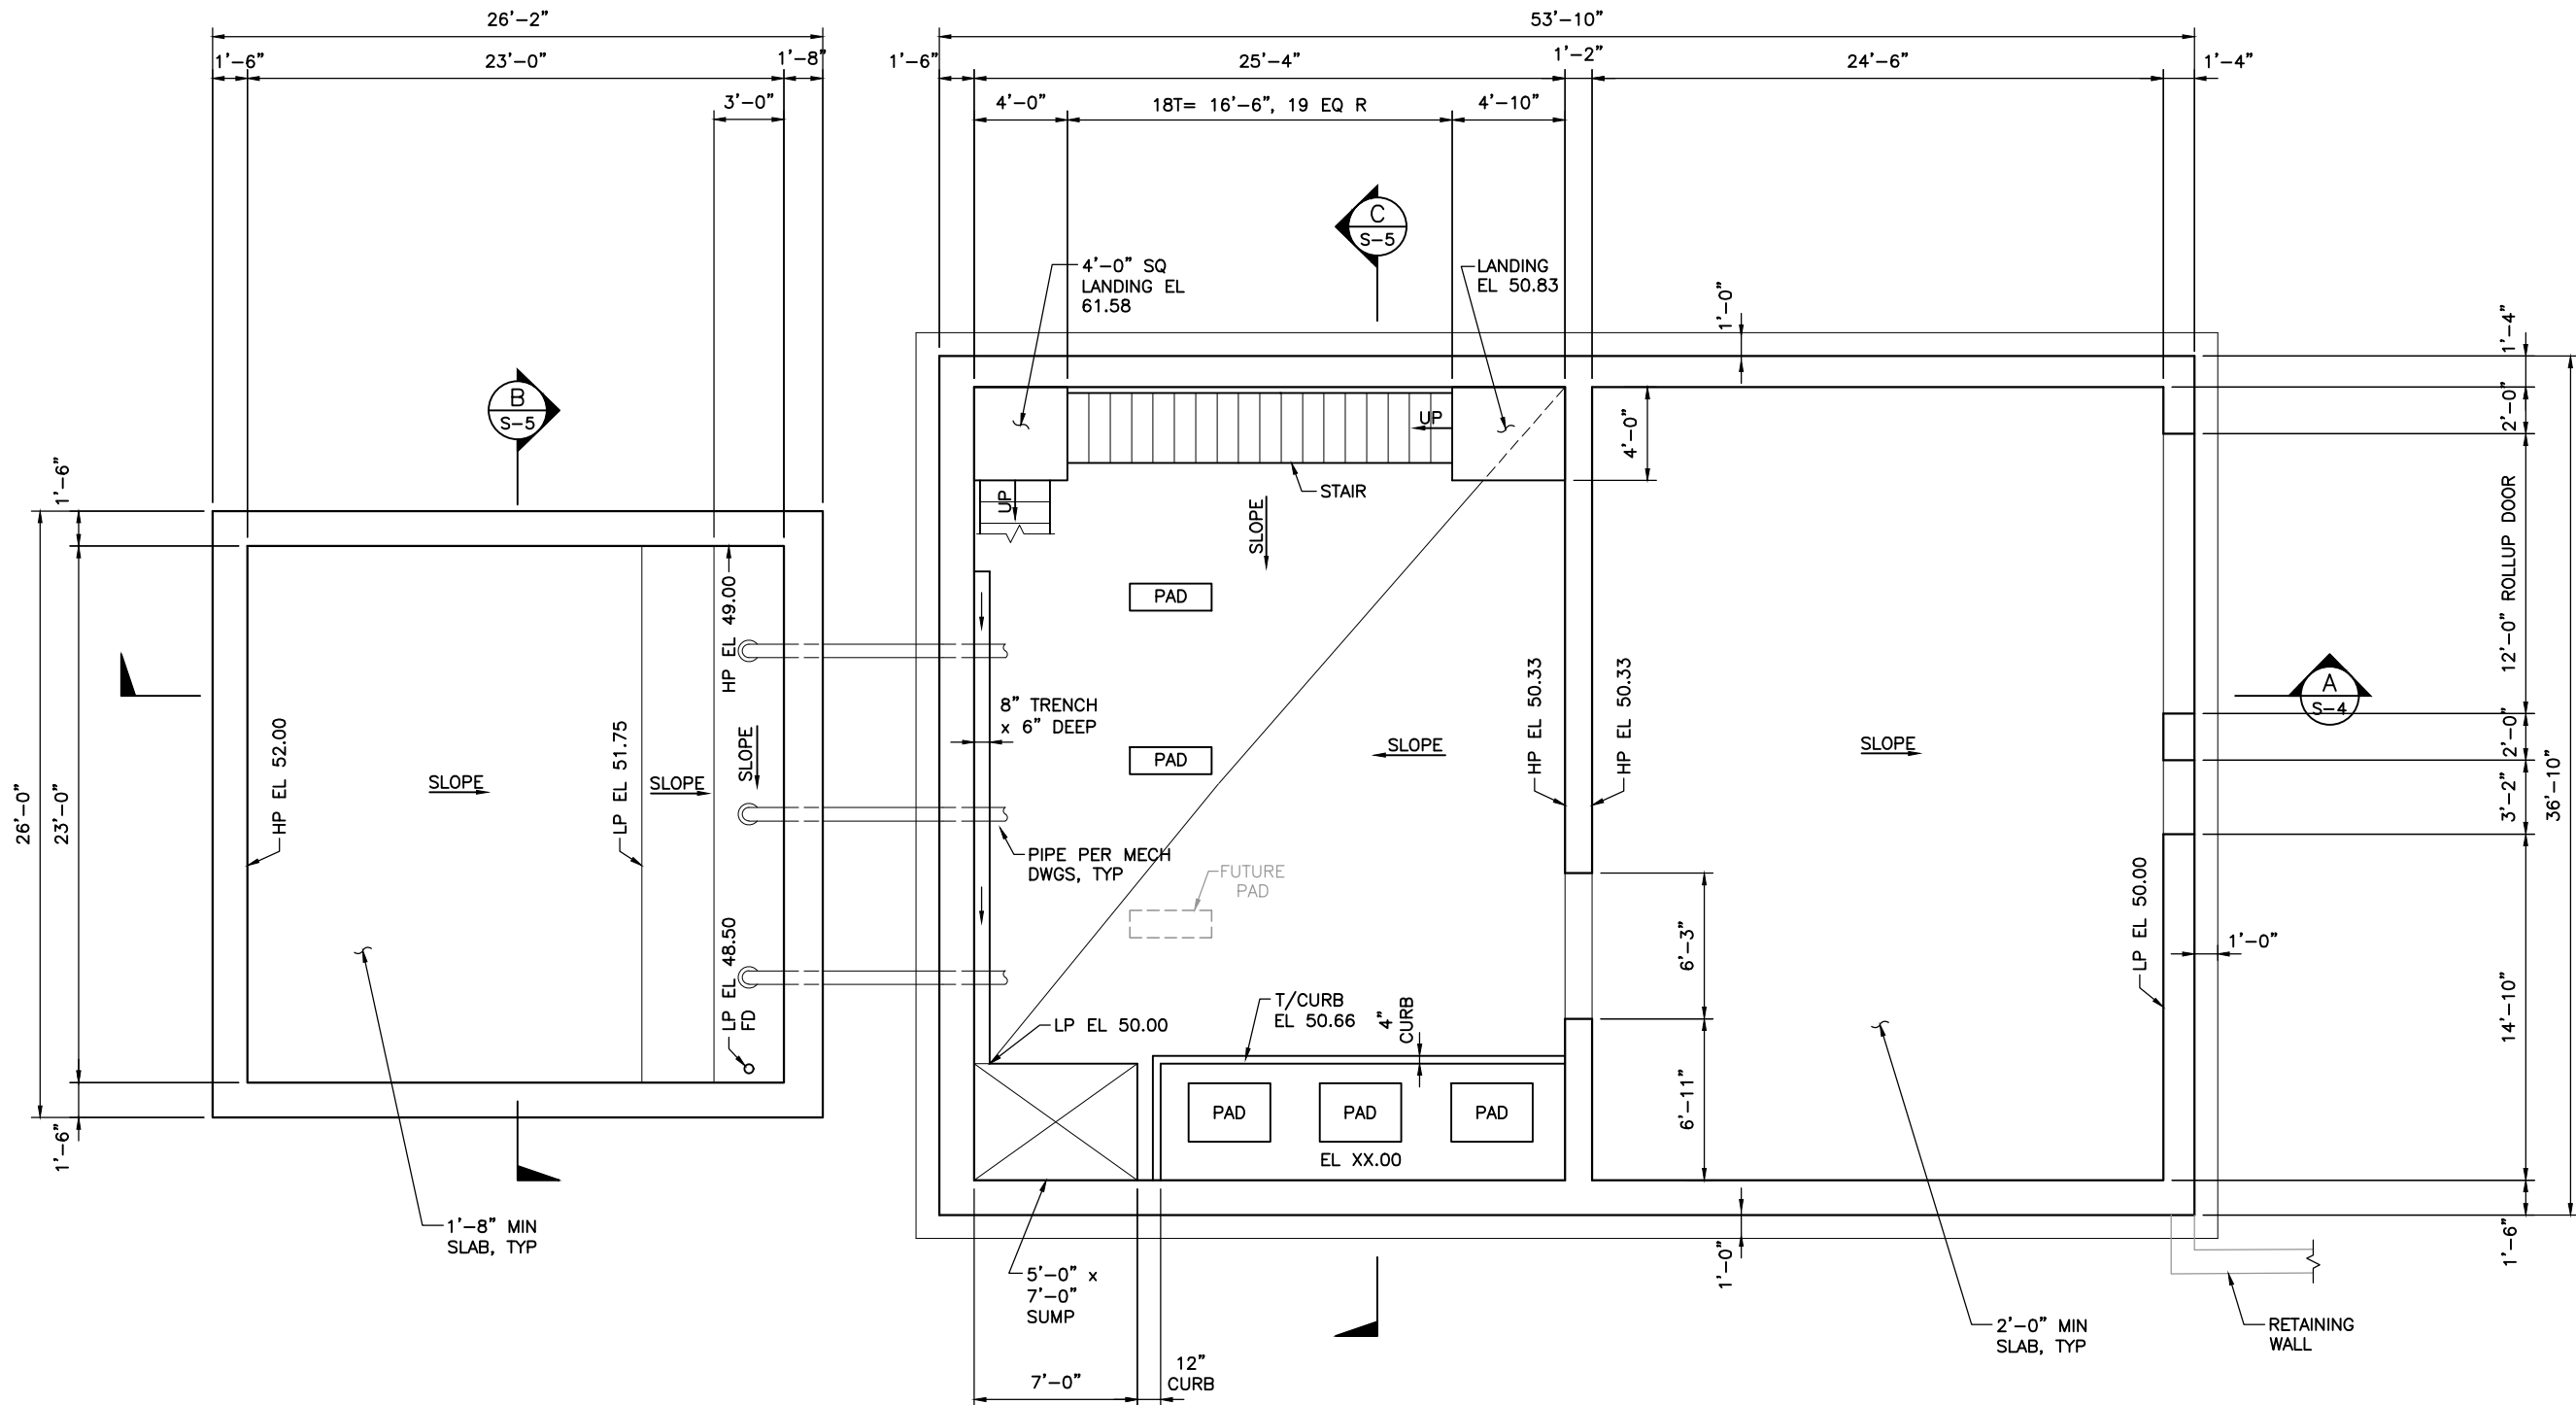 26'-2"
53'-10"
1'-6"
23'-0"
1'-8"
1'-6"
25'-4"
1'-2"
24'-6"
1'-4"
3'-0"
4'-0"
18T= 16'-6", 19 EQ R
4'-10"
C
S-5
4'-0" SQ
LANDING EL
61.58
LANDING
EL 50.83
1'-0"
1'-4"
B
S-5
UP
2'-0"
4'-0"
STAIR
UP
1'-6"
SLOPE
12'-0" ROLLUP DOOR
PAD
HP EL 49.00
8" TRENCH
x 6" DEEP
HP EL 50.33
HP EL 50.33
A
S-4
HP EL 52.00
LP EL 51.75
SLOPE
SLOPE
SLOPE
PAD
SLOPE
SLOPE
2'-0"
3'-2"
36'-10"
26'-0"
23'-0"
PIPE PER MECH
DWGS, TYP
FUTURE
PAD
LP EL 50.00
LP EL 48.50
FD
6'-3"
1'-0"
14'-10"
T/CURB
EL 50.66
4"
CURB
LP EL 50.00
PAD
PAD
PAD
EL XX.00
6'-11"
1'-6"
1'-8" MIN
SLAB, TYP
5'-0" x
7'-0"
SUMP
1'-0"
1'-6"
2'-0" MIN
SLAB, TYP
RETAINING
WALL
7'-0"
12"
CURB